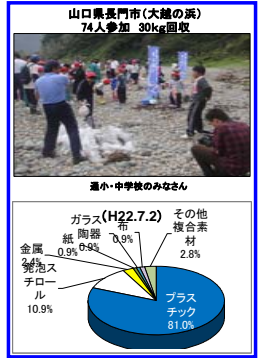 山口県長門市(大越の浜)
74人参加 30kg回収
通小・中学校のみなさん
(H22.7.2)
ガラス
陶器
0.9%
布
0.9%
その他
複合素
材
2.8%
紙
0.9%
金属
2.4%
発泡ス
チロー
ル
10.9%
プラス
チック
81.0%